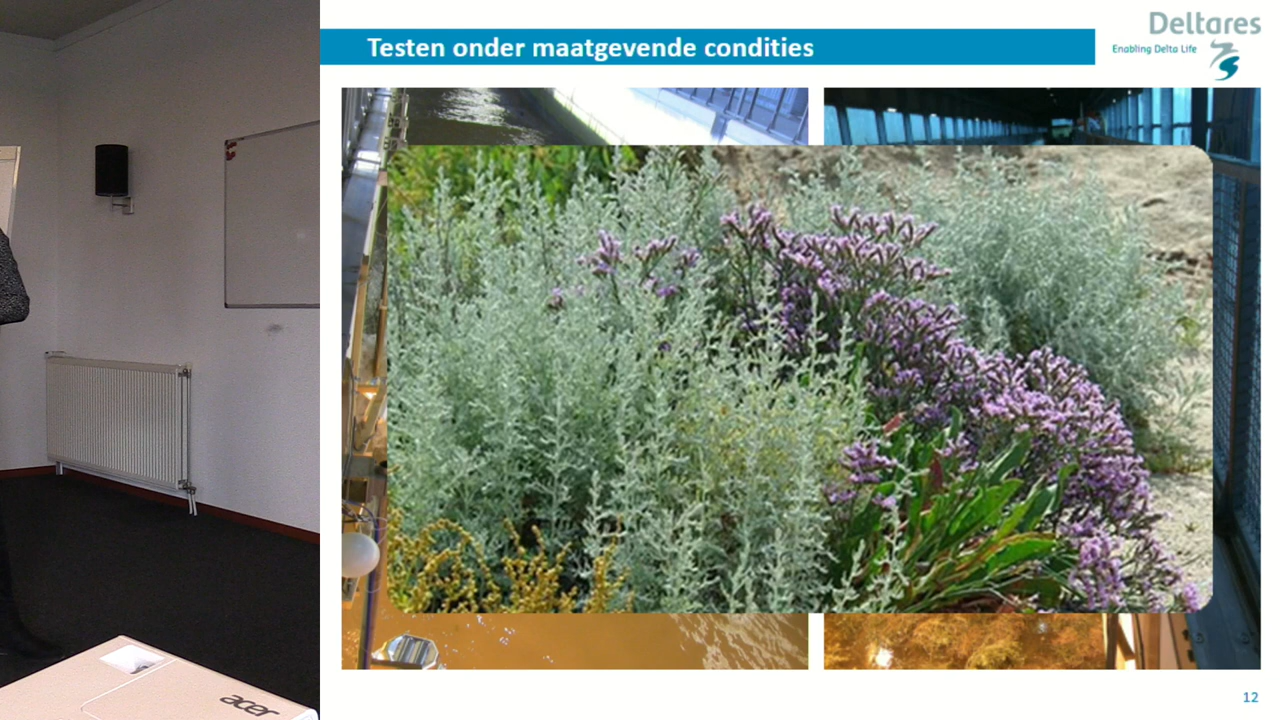 Testen onder maatgevende condities
Deltares
Enabling Delta Life
acer
12